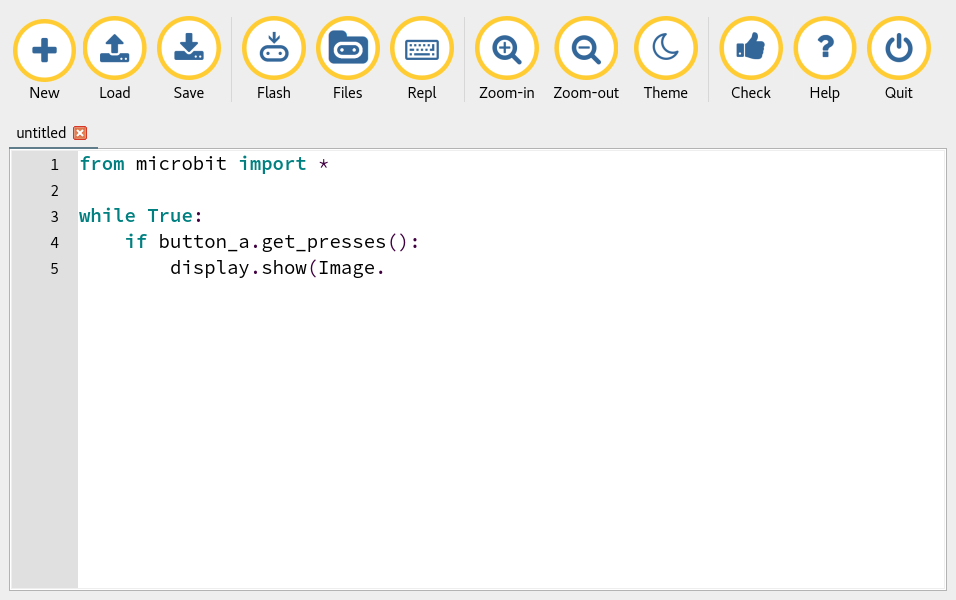 New Load Save Flash Files Repl Zoom-in Zoom-out Theme Check Help Quit
untitled
1 from microbit import *
2
3 while True:
4     if button_a.get_presses():
5         display.show(Image.